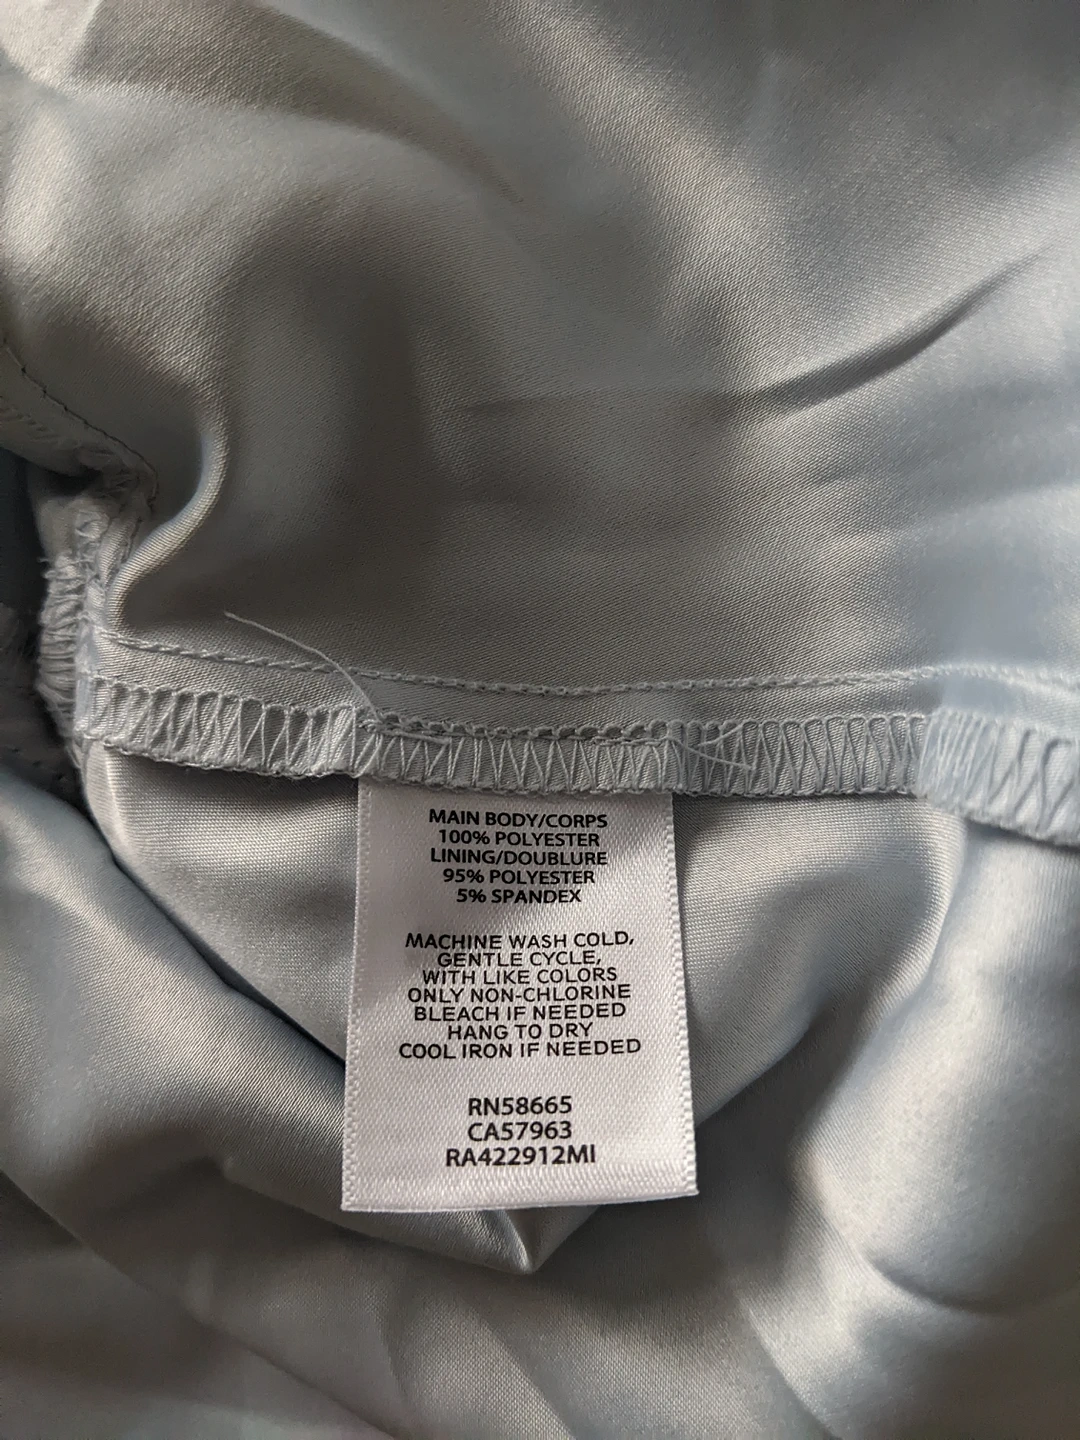 MAIN BODY/CORPS
100% POLYESTER
LINING/DOUBLURE
95% POLYESTER
5% SPANDEX
MACHINE WASH COLD,
GENTLE CYCLE,
WITH LIKE COLORS
ONLY NON-CHLORINE
BLEACH IF NEEDED
HANG TO DRY
COOL IRON IF NEEDED
RN58665
CA57963
RA422912MI